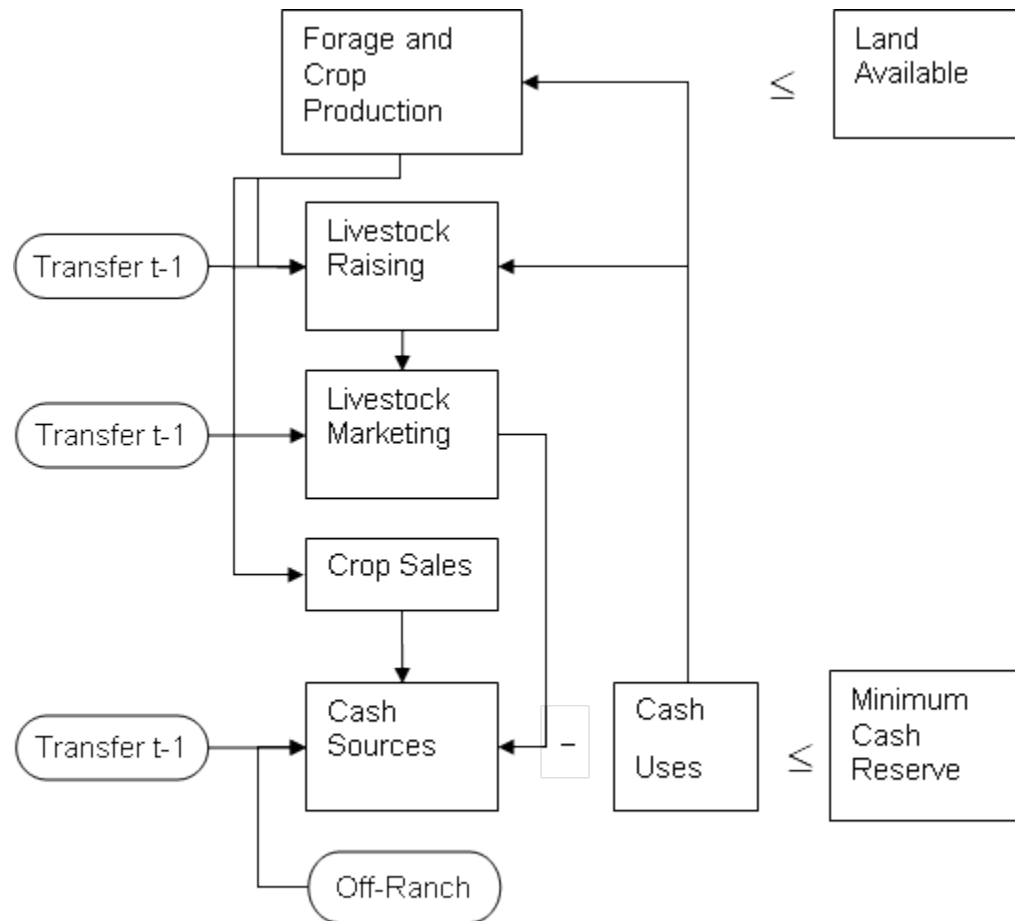 Forage and
Crop
Production
≤
Land
Available
Transfer t-1
Livestock
Raising
Transfer t-1
Livestock
Marketing
Crop Sales
Transfer t-1
Cash
Sources
–
Cash
Uses
≤
Minimum
Cash
Reserve
Off-Ranch